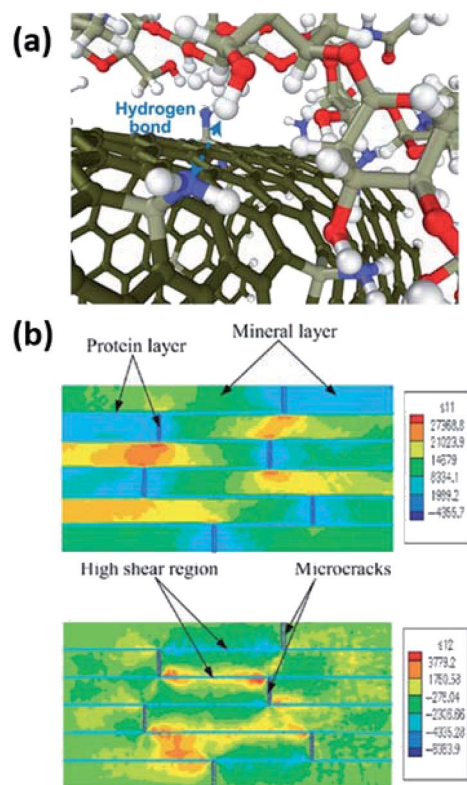 (a)
Hydrogen
bond
(b)
Protein layer
Mineral layer
s11
27368.8
21023.9
14679
8334.1
1989.2
-4355.7
High shear region
Microcracks
s12
3779.2
1750.58
-278.04
-2306.66
-4335.28
-6363.9